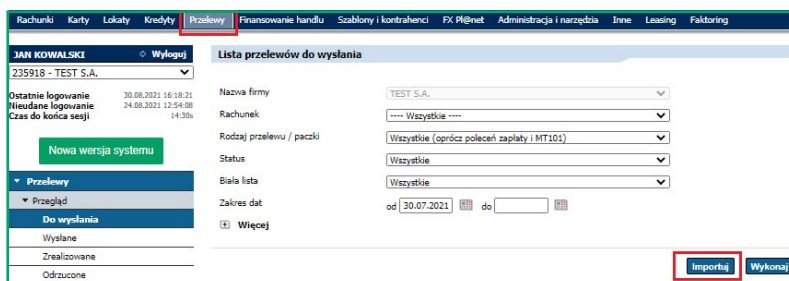 Rachunki Karty Lokaty Kredyty Przelewy Finansowanie handlu Szablony i kontrahenci FX Pl@net Administracja i narzędzia Inne Leasing Faktoring
JAN KOWALSKI Wyloguj
235918 - TEST S.A.
Ostatnie logowanie 30.08.2021 16:18:21
Nieudane logowanie 24.08.2021 12:54:08
Czas do końca sesji 14:30s
Nowa wersja systemu
Przelewy
Przegląd
Do wysłania
Wysłane
Zrealizowane
Odrzucone
Lista przelewów do wysłania
Nazwa firmy TEST S.A.
Rachunek ---- Wszystkie ----
Rodzaj przelewu / paczki Wszystkie (oprócz poleceń zapłaty i MT101)
Status Wszystkie
Biała lista Wszystkie
Zakres dat od 30.07.2021 do
Więcej
Importuj Wykonaj